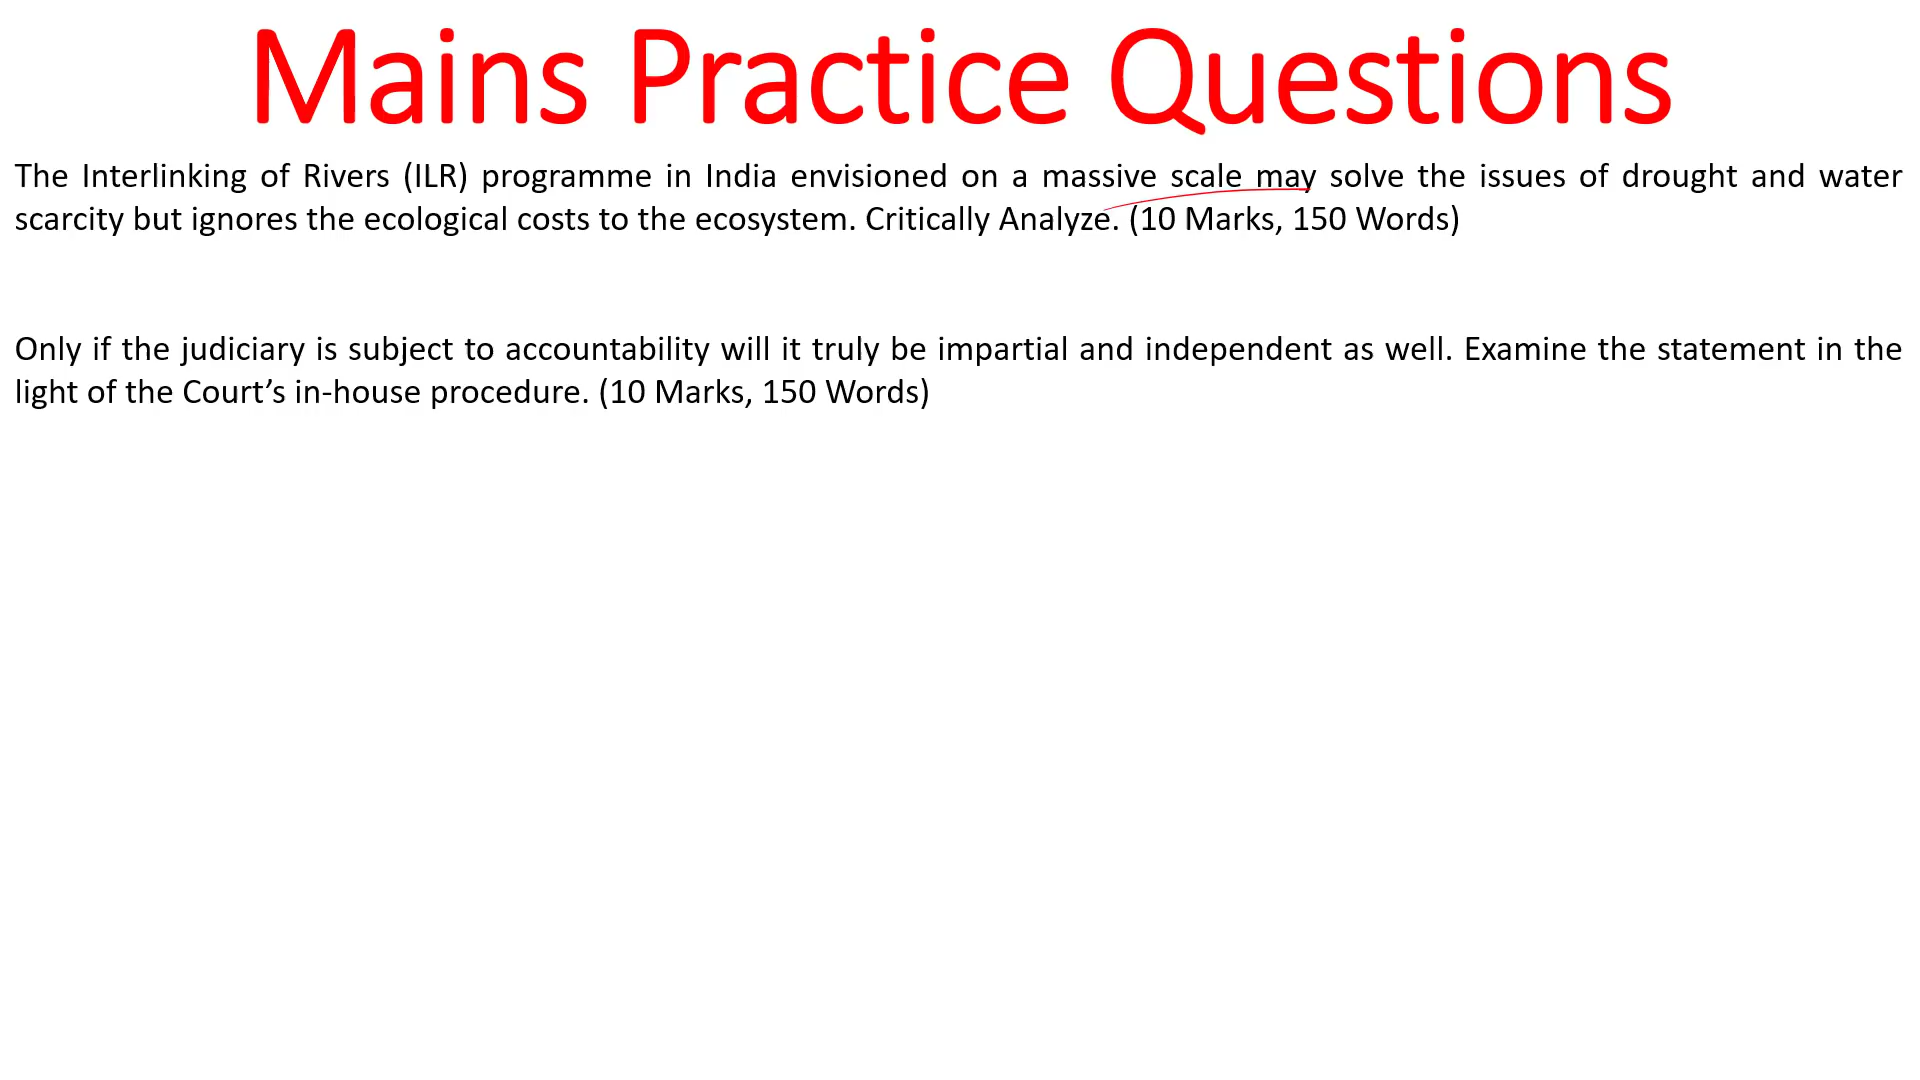 Mains Practice Questions
The Interlinking of Rivers (ILR) programme in India envisioned on a massive scale may solve the issues of drought and water
scarcity but ignores the ecological costs to the ecosystem. Critically Analyze. (10 Marks, 150 Words)
Only if the judiciary is subject to accountability will it truly be impartial and independent as well. Examine the statement in the
light of the Court’s in-house procedure. (10 Marks, 150 Words)